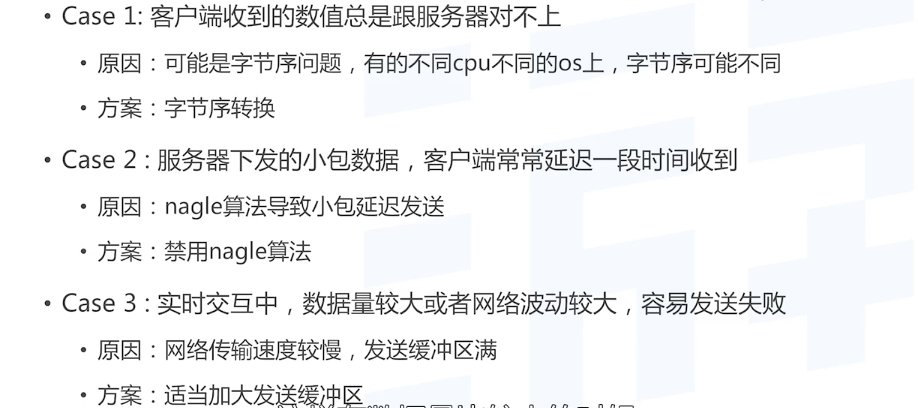 • Case 1: 客户端收到的数值总是跟服务器对不上
• 原因：可能是字节序问题，有的不同cpu不同的os上，字节序可能不同
• 方案：字节序转换
• Case 2 : 服务器下发的小包数据，客户端常常延迟一段时间收到
• 原因：nagle算法导致小包延迟发送
• 方案：禁用nagle算法
• Case 3 : 实时交互中，数据量较大或者网络波动较大，容易发送失败
• 原因：网络传输速度较慢，发送缓冲区满
• 方案：适当加大发送缓冲区